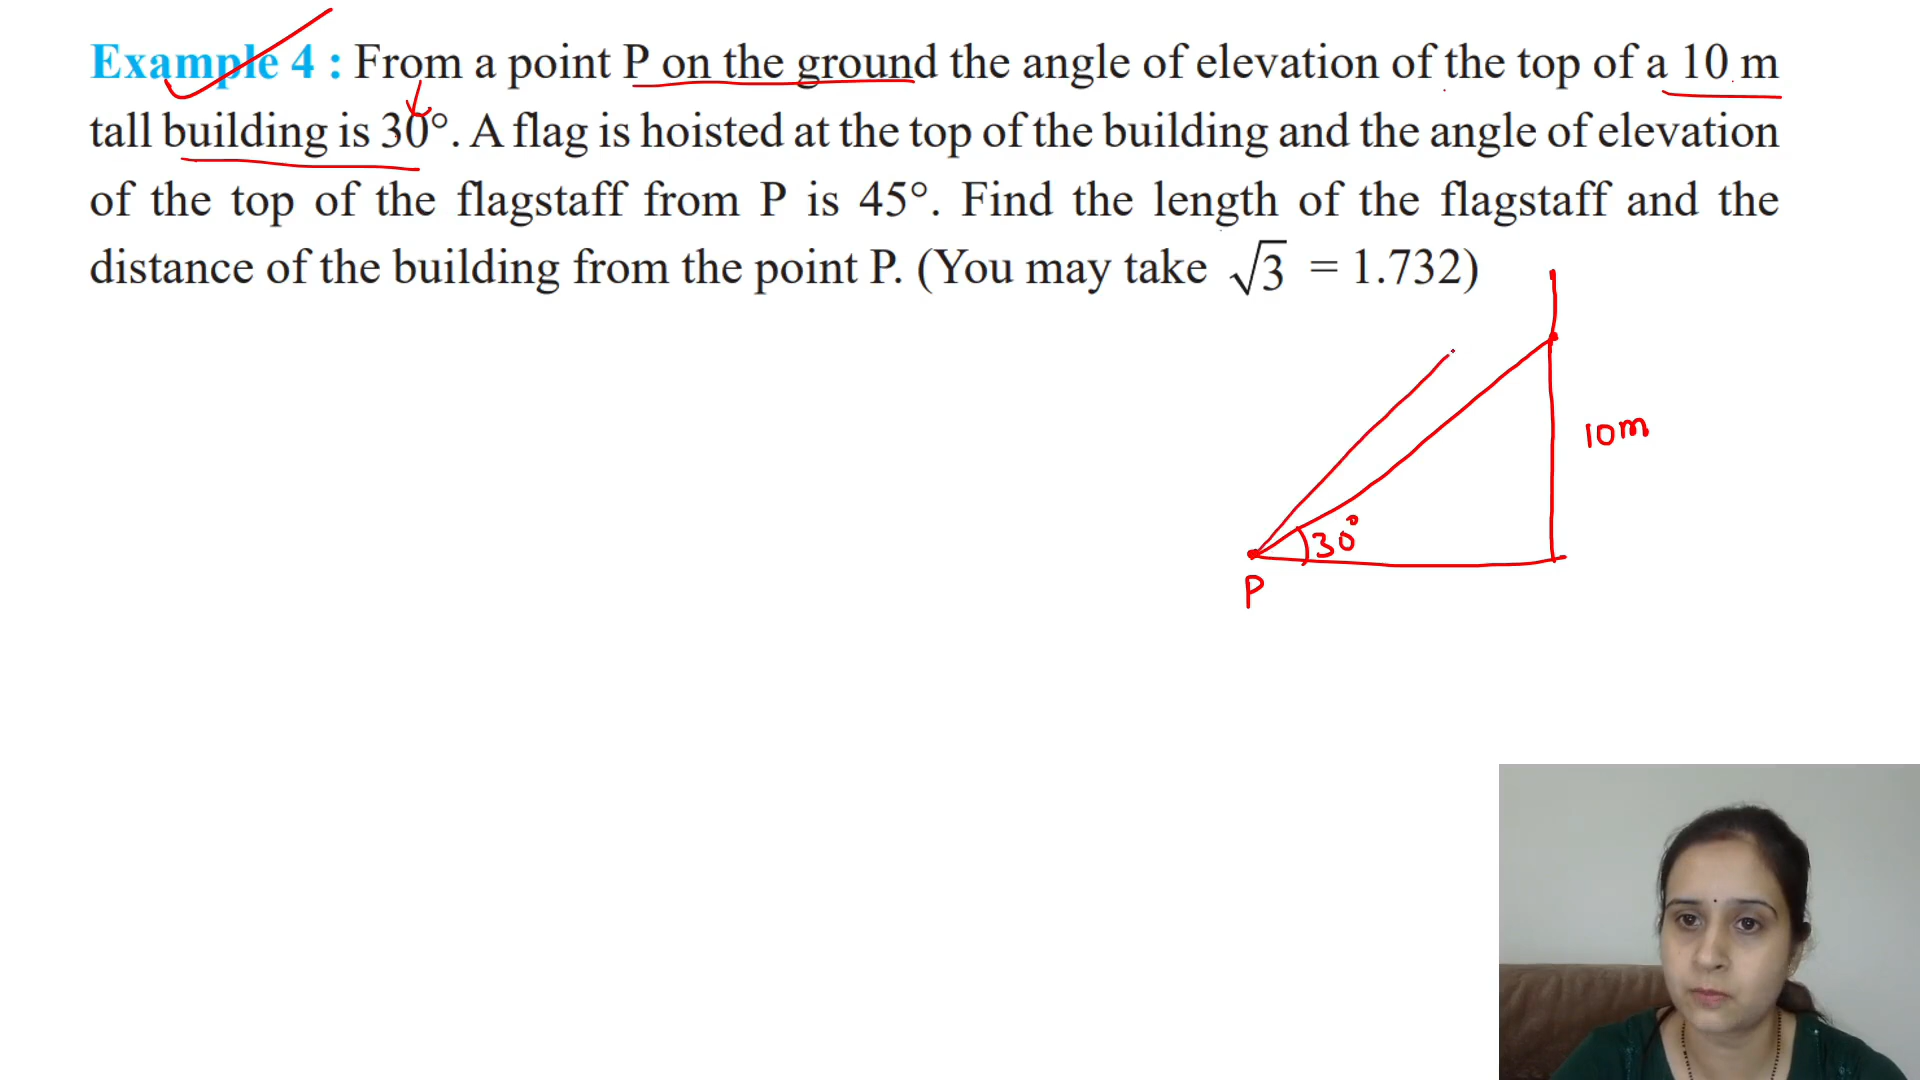 Example 4 : From a point P on the ground the angle of elevation of the top of a 10 m
tall building is 30°. A flag is hoisted at the top of the building and the angle of elevation
of the top of the flagstaff from P is 45°. Find the length of the flagstaff and the
distance of the building from the point P. (You may take √3 = 1.732)
10m
30°
P